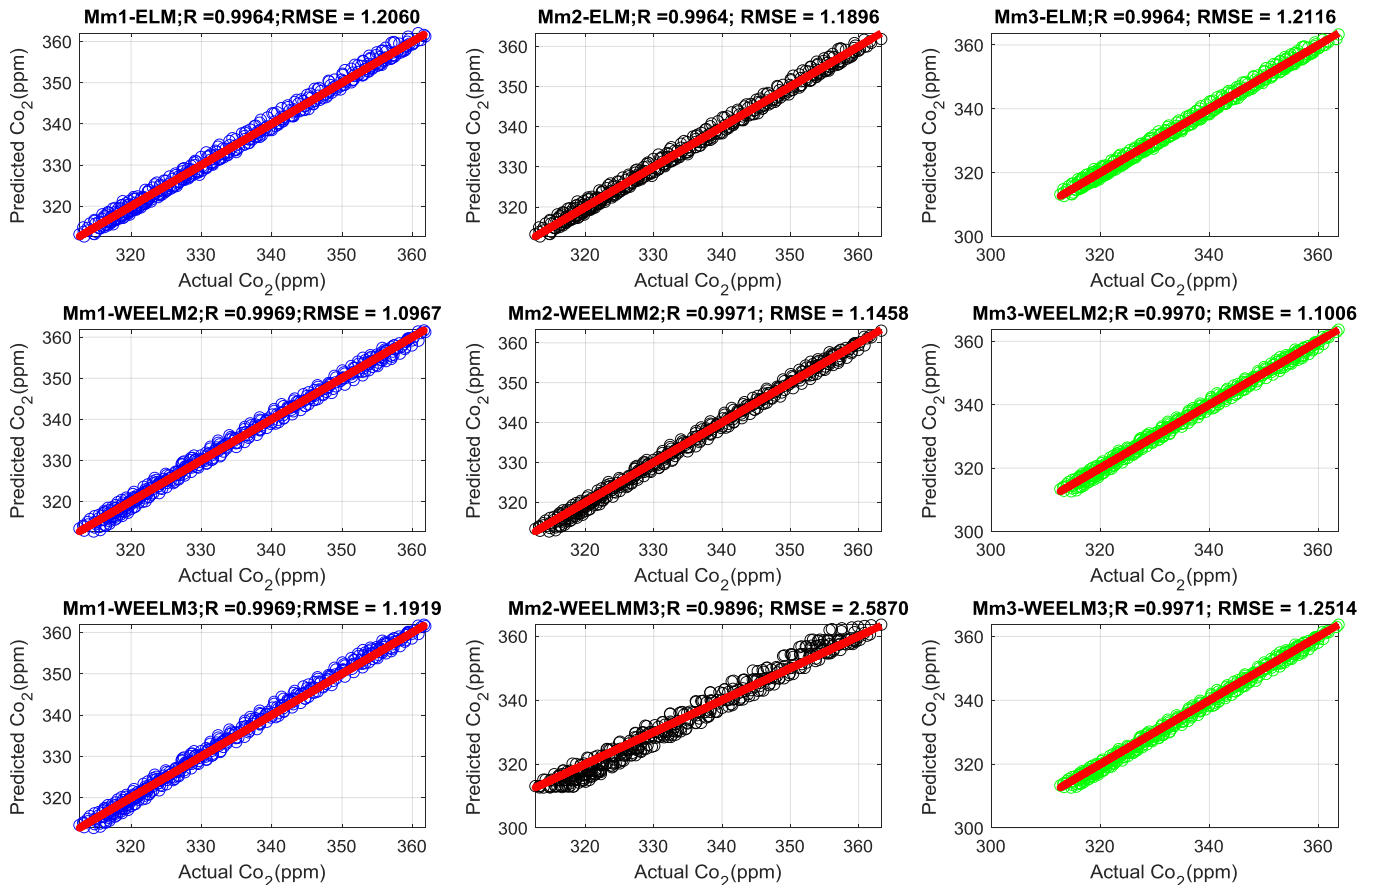 Mm1-ELM;R =0.9964;RMSE = 1.2060
360
350
340
330
320
Predicted Co2(ppm)
320 330 340 350 360
Actual Co2(ppm)
Mm2-ELM;R =0.9964; RMSE = 1.1896
360
350
340
330
320
Predicted Co2(ppm)
320 330 340 350 360
Actual Co2(ppm)
Mm3-ELM;R =0.9964; RMSE = 1.2116
360
340
320
300
Predicted Co2(ppm)
300 320 340 360
Actual Co2(ppm)
Mm1-WEELM2;R =0.9969;RMSE = 1.0967
360
350
340
330
320
Predicted Co2(ppm)
320 330 340 350 360
Actual Co2(ppm)
Mm2-WEELMM2;R =0.9971; RMSE = 1.1458
360
350
340
330
320
Predicted Co2(ppm)
320 330 340 350 360
Actual Co2(ppm)
Mm3-WEELM2;R =0.9970; RMSE = 1.1006
360
340
320
300
Predicted Co2(ppm)
300 320 340 360
Actual Co2(ppm)
Mm1-WEELM3;R =0.9969;RMSE = 1.1919
360
350
340
330
320
Predicted Co2(ppm)
320 330 340 350 360
Actual Co2(ppm)
Mm2-WEELMM3;R =0.9896; RMSE = 2.5870
360
340
320
300
Predicted Co2(ppm)
320 330 340 350 360
Actual Co2(ppm)
Mm3-WEELM3;R =0.9971; RMSE = 1.2514
360
340
320
300
Predicted Co2(ppm)
300 320 340 360
Actual Co2(ppm)